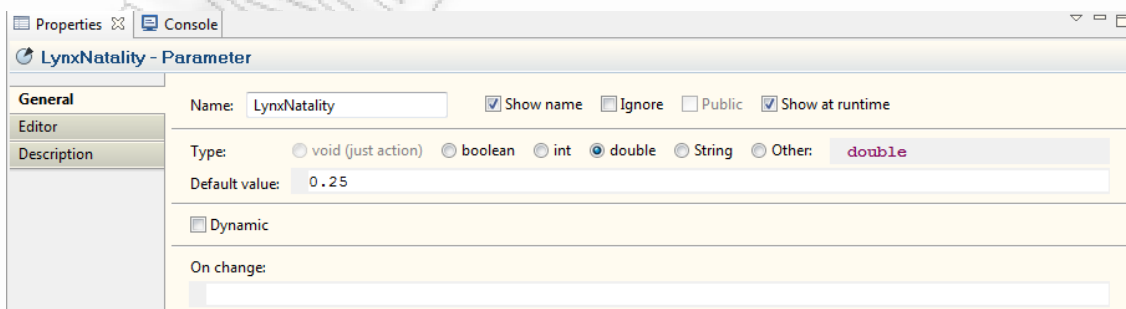 Properties Console
LynxNatality - Parameter
General
Name: LynxNatality Show name Ignore Public Show at runtime
Editor
Description
Type: void (just action) boolean int double String Other: double
Default value: 0.25
Dynamic
On change: